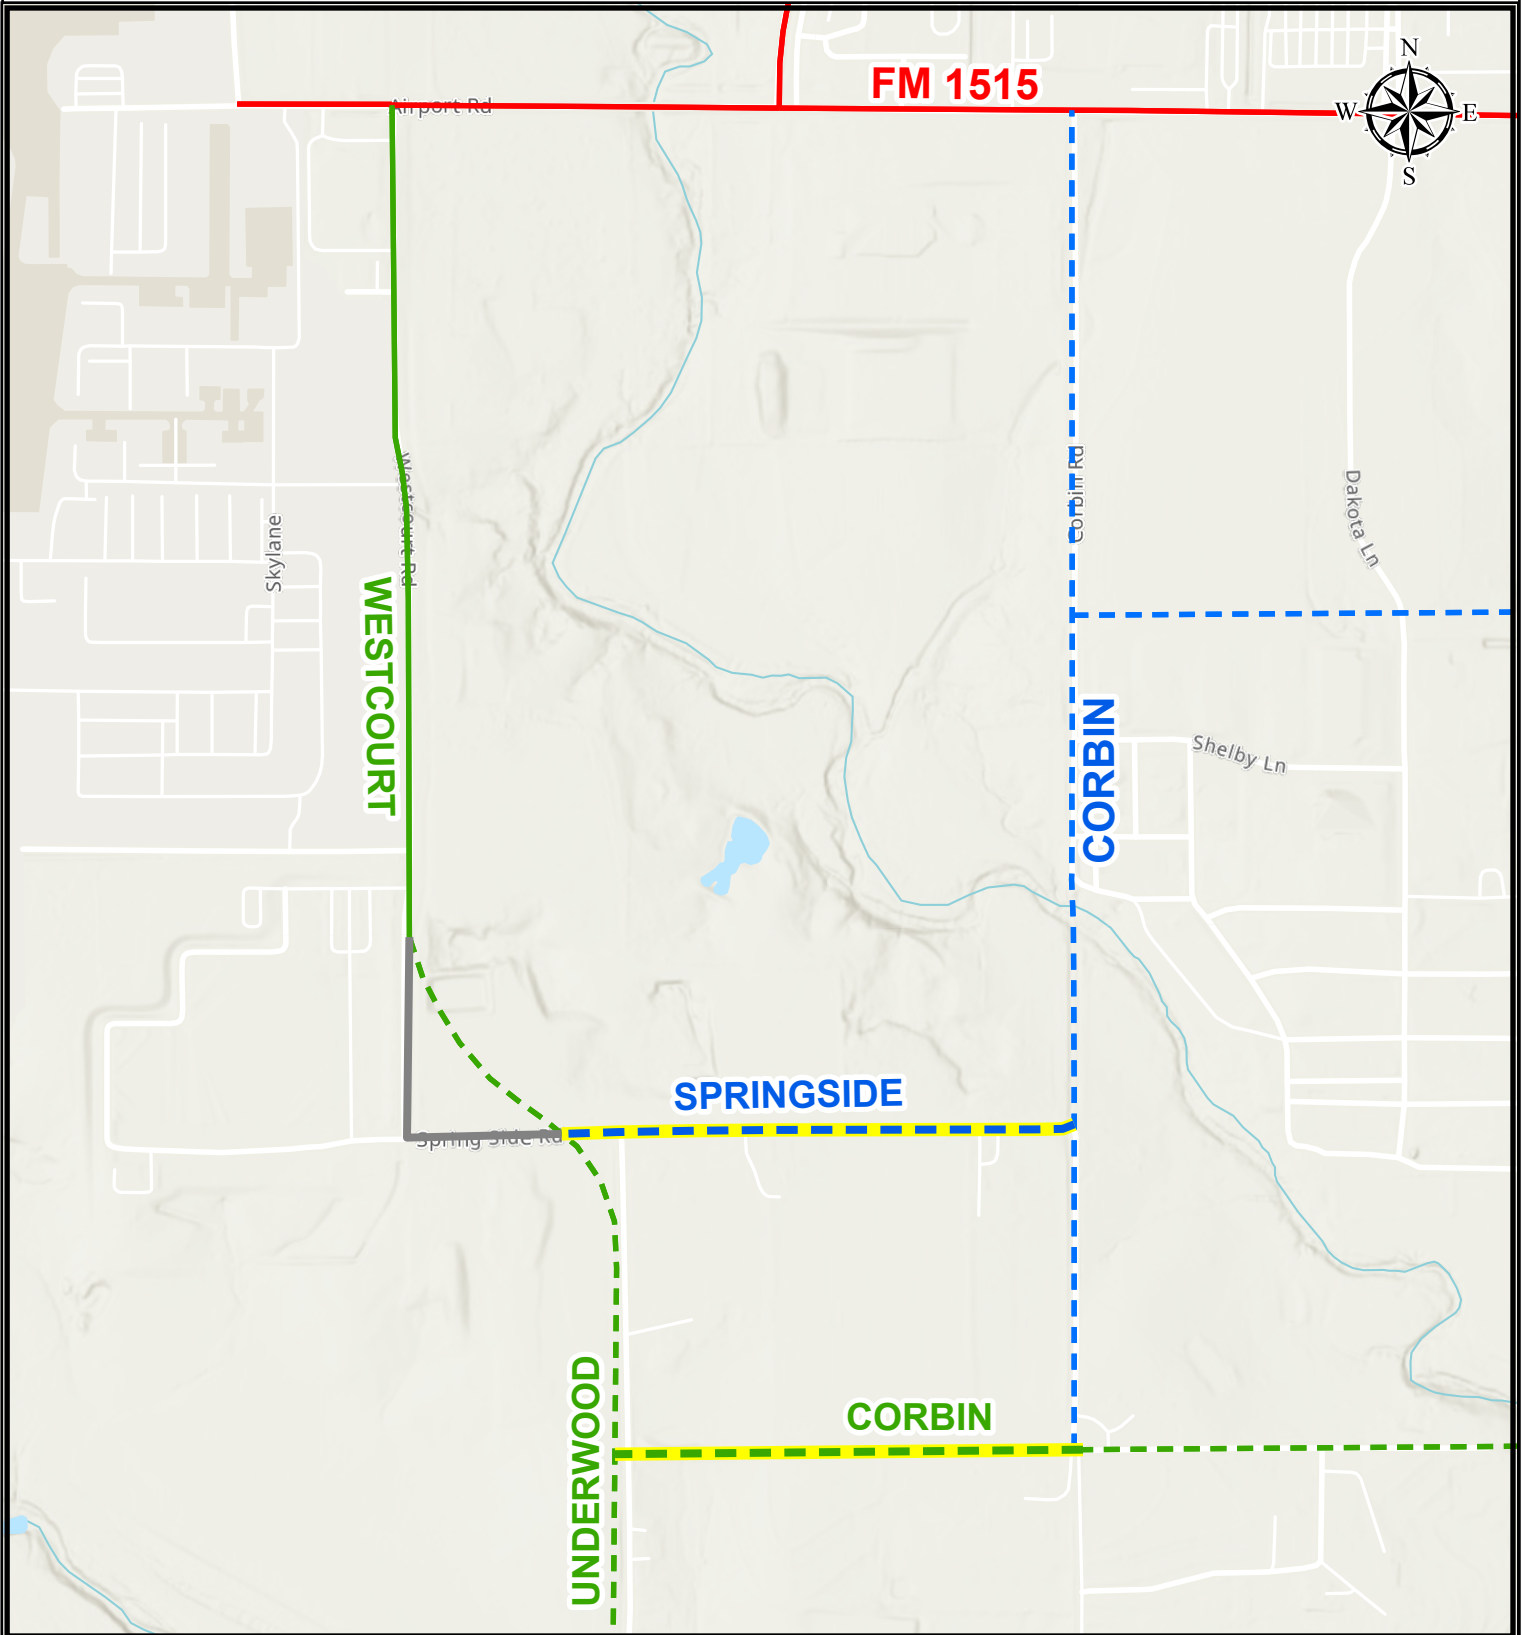 N
FM 1515
W
E
Airport Rd
S
Corbin Rd
Westcourt Rd
Dakota Ln
Skylane
WESTCOURT
CORBIN
Shelby Ln
SPRINGSIDE
Spring Side Rd
CORBIN
UNDERWOOD